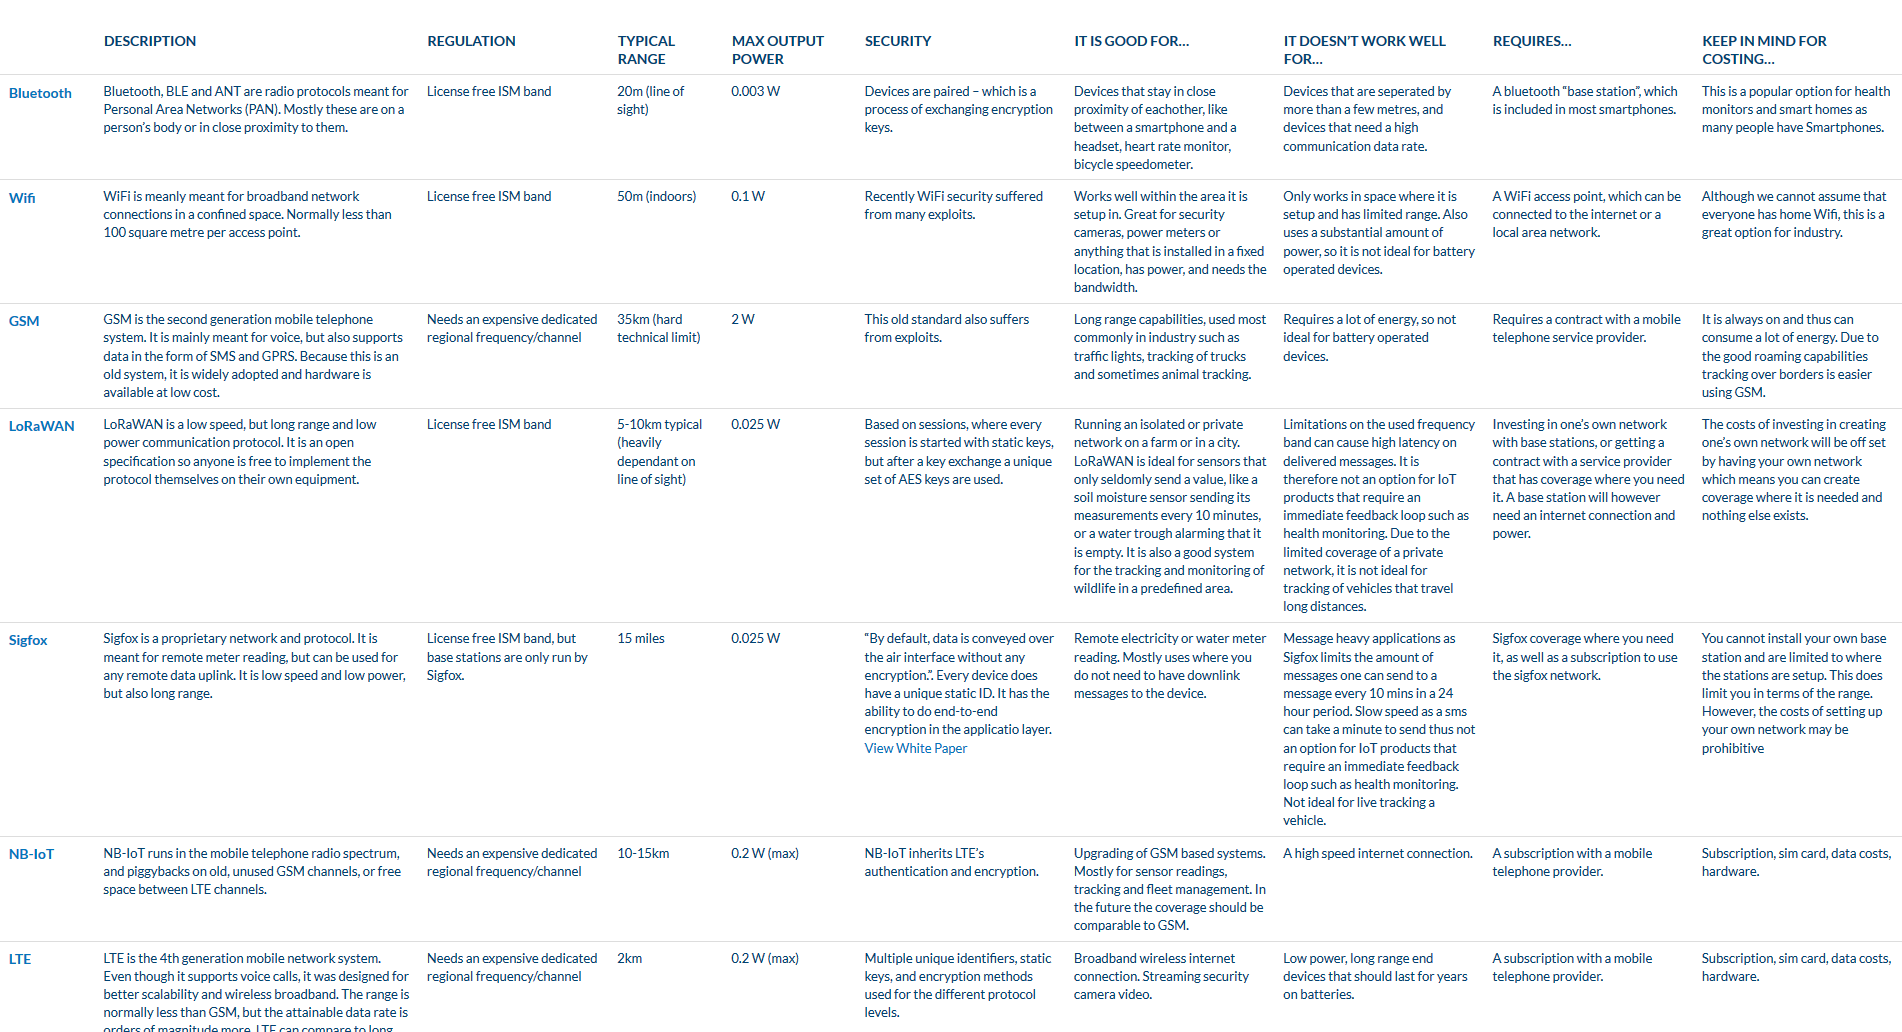 DESCRIPTION
REGULATION
TYPICAL
RANGE
MAX OUTPUT
POWER
SECURITY
IT IS GOOD FOR...
IT DOESN'T WORK WELL
FOR...
REQUIRES...
KEEP IN MIND FOR
COSTING...
Bluetooth
Bluetooth, BLE and ANT are radio protocols meant for
Personal Area Networks (PAN). Mostly these are on a
person's body or in close proximity to them.
License free ISM band
20m (line of
sight)
0.003 W
Devices are paired – which is a
process of exchanging encryption
keys.
Devices that stay in close
proximity of eachother, like
between a smartphone and a
headset, heart rate monitor,
bicycle speedometer.
Devices that are seperated by
more than a few metres, and
devices that need a high
communication data rate.
A bluetooth “base station”, which
is included in most smartphones.
This is a popular option for health
monitors and smart homes as
many people have Smartphones.
Wifi
WiFi is meanly meant for broadband network
connections in a confined space. Normally less than
100 square metre per access point.
License free ISM band
50m (indoors)
0.1 W
Recently WiFi security suffered
from many exploits.
Works well within the area it is
setup in. Great for security
cameras, power meters or
anything that is installed in a fixed
location, has power, and needs the
bandwidth.
Only works in space where it is
setup and has limited range. Also
uses a substantial amount of
power, so it is not ideal for battery
operated devices.
A WiFi access point, which can be
connected to the internet or a
local area network.
Although we cannot assume that
everyone has home Wifi, this is a
great option for industry.
GSM
GSM is the second generation mobile telephone
system. It is mainly meant for voice, but also supports
data in the form of SMS and GPRS. Because this is an
old system, it is widely adopted and hardware is
available at low cost.
Needs an expensive dedicated
regional frequency/channel
35km (hard
technical limit)
2 W
This old standard also suffers
from exploits.
Long range capabilities, used most
commonly in industry such as
traffic lights, tracking of trucks
and sometimes animal tracking.
Requires a lot of energy, so not
ideal for battery operated
devices.
Requires a contract with a mobile
telephone service provider.
It is always on and thus can
consume a lot of energy. Due to
the good roaming capabilities
tracking over borders is easier
using GSM.
LoRaWAN
LoRaWAN is a low speed, but long range and low
power communication protocol. It is an open
specification so anyone is free to implement the
protocol themselves on their own equipment.
License free ISM band
5-10km typical
(heavily
dependant on
line of sight)
0.025 W
Based on sessions, where every
session is started with static keys,
but after a key exchange a unique
set of AES keys are used.
Running an isolated or private
network on a farm or in a city.
LoRaWAN is ideal for sensors that
only seldomly send a value, like a
soil moisture sensor sending its
measurements every 10 minutes,
or a water trough alarming that it
is empty. It is also a good system
for the tracking and monitoring of
wildlife in a predefined area.
Limitations on the used frequency
band can cause high latency on
delivered messages. It is
therefore not an option for IoT
products that require an
immediate feedback loop such as
health monitoring. Due to the
limited coverage of a private
network, it is not ideal for
tracking of vehicles that travel
long distances.
Investing in one's own network
with base stations, or getting a
contract with a service provider
that has coverage where you need
it. A base station will however
need an internet connection and
power.
The costs of investing in creating
one's own network will be off set
by having your own network
which means you can create
coverage where it is needed and
nothing else exists.
Sigfox
Sigfox is a proprietary network and protocol. It is
meant for remote meter reading, but can be used for
any remote data uplink. It is low speed and low power,
but also long range.
License free ISM band, but
base stations are only run by
Sigfox.
15 miles
0.025 W
"By default, data is conveyed over
the air interface without any
encryption.". Every device does
have a unique static ID. It has the
ability to do end-to-end
encryption in the applicatio layer.
View White Paper
Remote electricity or water meter
reading. Mostly uses where you
do not need to have downlink
messages to the device.
Message heavy applications as
Sigfox limits the amount of
messages one can send to a
message every 10 mins in a 24
hour period. Slow speed as a sms
can take a minute to send thus not
an option for IoT products that
require an immediate feedback
loop such as health monitoring.
Not ideal for live tracking a
vehicle.
Sigfox coverage where you need
it, as well as a subscription to use
the sigfox network.
You cannot install your own base
station and are limited to where
the stations are setup. This does
limit you in terms of the range.
However, the costs of setting up
your own network may be
prohibitive
NB-IoT
NB-IoT runs in the mobile telephone radio spectrum,
and piggybacks on old, unused GSM channels, or free
space between LTE channels.
Needs an expensive dedicated
regional frequency/channel
10-15km
0.2 W (max)
NB-IoT inherits LTE's
authentication and encryption.
Upgrading of GSM based systems.
Mostly for sensor readings,
tracking and fleet management. In
the future the coverage should be
comparable to GSM.
A high speed internet connection.
A subscription with a mobile
telephone provider.
Subscription, sim card, data costs,
hardware.
LTE
LTE is the 4th generation mobile network system.
Even though it supports voice calls, it was designed for
better scalability and wireless broadband. The range is
normally less than GSM, but the attainable data rate is
orders of magnitude more. LTE can compare to long
Needs an expensive dedicated
regional frequency/channel
2km
0.2 W (max)
Multiple unique identifiers, static
keys, and encryption methods
used for the different protocol
levels.
Broadband wireless internet
connection. Streaming security
camera video.
Low power, long range end
devices that should last for years
on batteries.
A subscription with a mobile
telephone provider.
Subscription, sim card, data costs,
hardware.